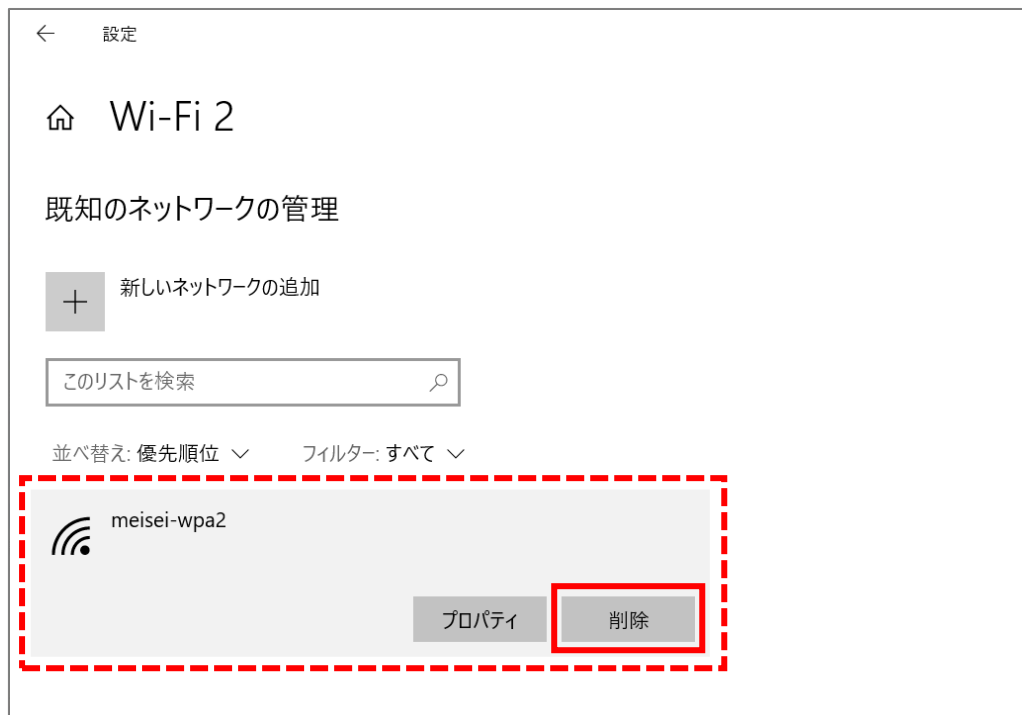 設定
Wi-Fi 2
既知のネットワークの管理
新しいネットワークの追加
このリストを検索
並べ替え: 優先順位 フィルター: すべて
meisei-wpa2
プロパティ 削除